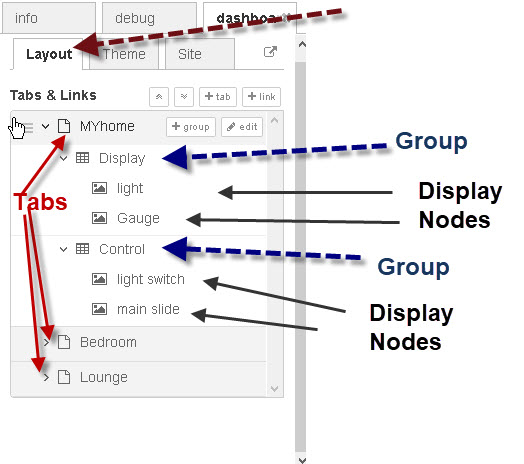 info debug dashboa
Layout Theme Site
Tabs & Links +tab +link
MYhome +group edit
Display
light
Gauge
Control
light switch
main slide
Bedroom
Lounge
Tabs
Group
Display
Nodes
Group
Display
Nodes